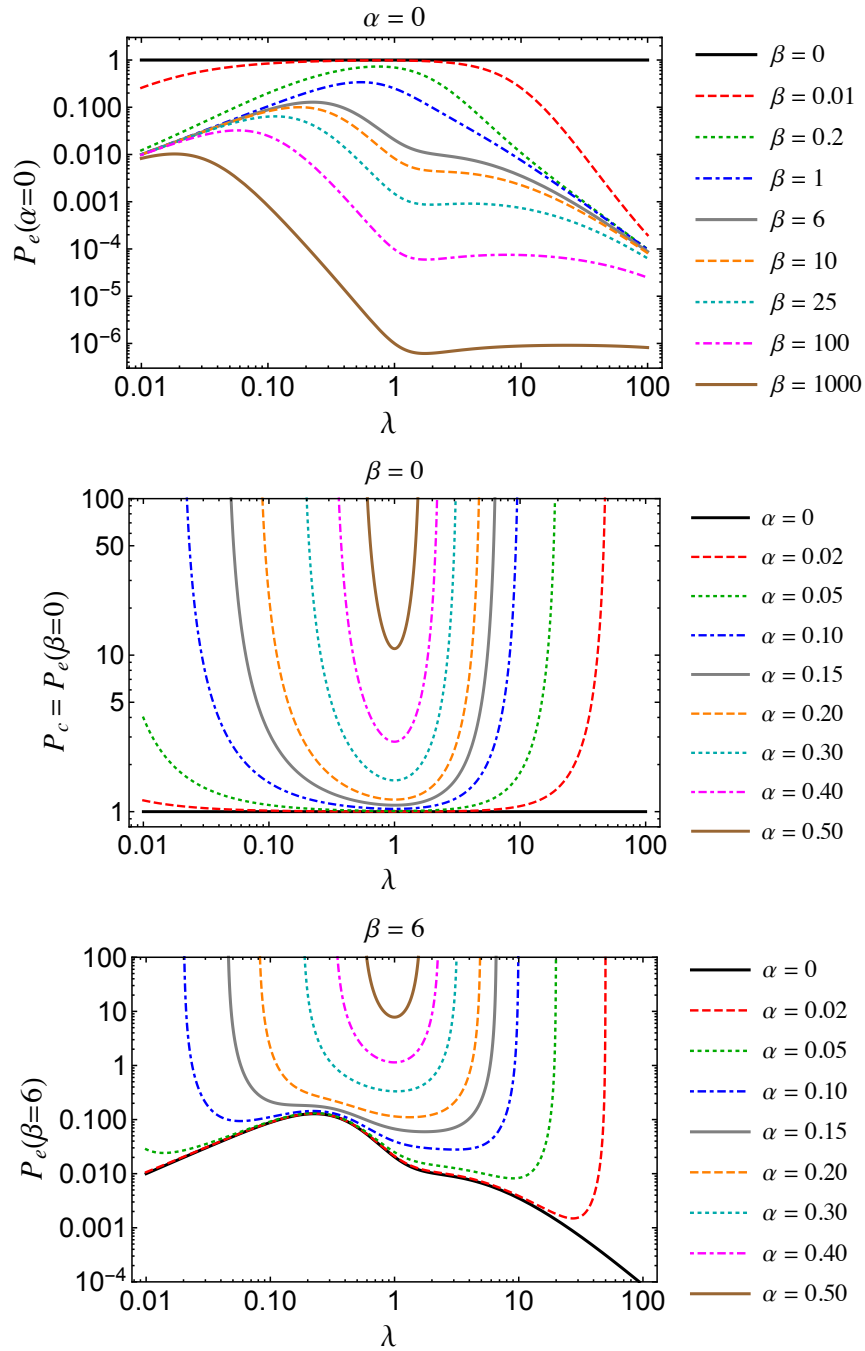 α = 0
1
0.100
0.010
0.001
10⁻⁴
10⁻⁵
10⁻⁶
Pₑ(α=0)
0.01 0.10 1 10 100
λ
β = 0
β = 0.01
β = 0.2
β = 1
β = 6
β = 10
β = 25
β = 100
β = 1000
β = 0
100
50
10
5
1
P_c = Pₑ(β=0)
0.01 0.10 1 10 100
λ
α = 0
α = 0.02
α = 0.05
α = 0.10
α = 0.15
α = 0.20
α = 0.30
α = 0.40
α = 0.50
β = 6
100
10
1
0.100
0.010
0.001
10⁻⁴
Pₑ(β=6)
0.01 0.10 1 10 100
λ
α = 0
α = 0.02
α = 0.05
α = 0.10
α = 0.15
α = 0.20
α = 0.30
α = 0.40
α = 0.50